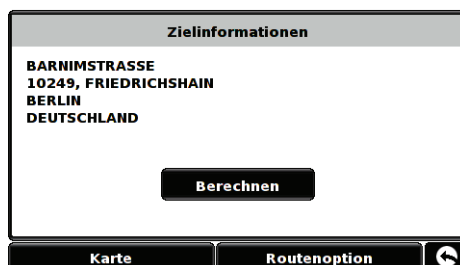 Zielinformationen
BARNIMSTRASSE
10249, FRIEDRICHSHAIN
BERLIN
DEUTSCHLAND
Berechnen
Karte
Routenoption